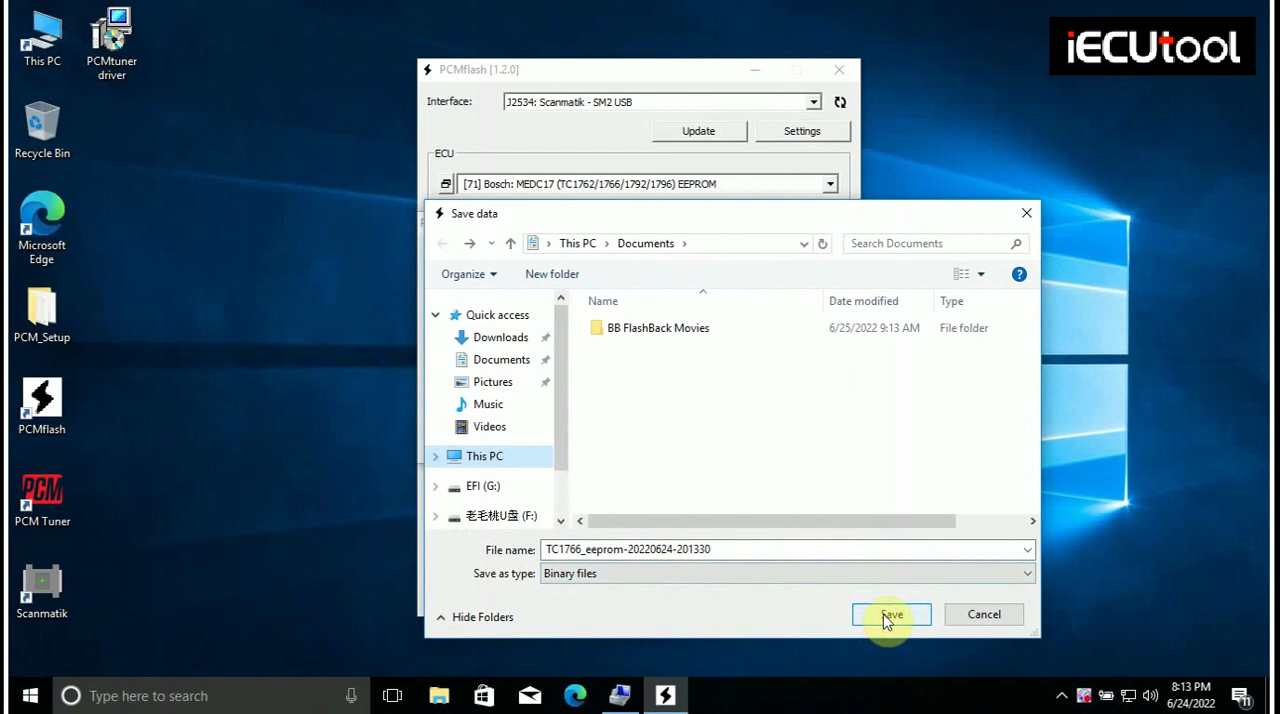 This PC
PCMtuner
driver
Recycle Bin
Microsoft
Edge
PCM_Setup
PCMflash
PCM
PCM Tuner
Scanmatik
iECUtool
PCMflash [1.2.0]
Interface:
J2534: Scanmatik - SM2 USB
Update
Settings
ECU
[71] Bosch: MEDC17 (TC1762/1766/1792/1796) EEPROM
Save data
This PC
Documents
Search Documents
Organize
New folder
Name
Date modified
Type
BB FlashBack Movies
6/25/2022 9:13 AM
File folder
Quick access
Downloads
Documents
Pictures
Music
Videos
This PC
EFI (G:)
老毛桃U盘 (F:)
File name:
TC1766_eeprom-20220624-201330
Save as type:
Binary files
Hide Folders
Save
Cancel
Type here to search
8:13 PM
6/24/2022
11